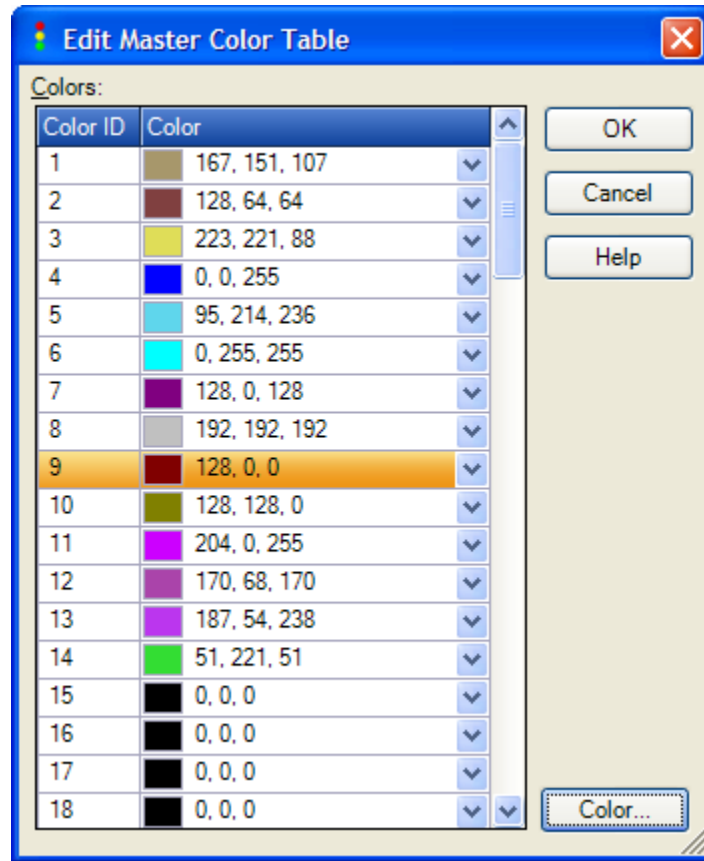 Edit Master Color Table
Colors:
Color ID Color
1 167, 151, 107
2 128, 64, 64
3 223, 221, 88
4 0, 0, 255
5 95, 214, 236
6 0, 255, 255
7 128, 0, 128
8 192, 192, 192
9 128, 0, 0
10 128, 128, 0
11 204, 0, 255
12 170, 68, 170
13 187, 54, 238
14 51, 221, 51
15 0, 0, 0
16 0, 0, 0
17 0, 0, 0
18 0, 0, 0
OK
Cancel
Help
Color...